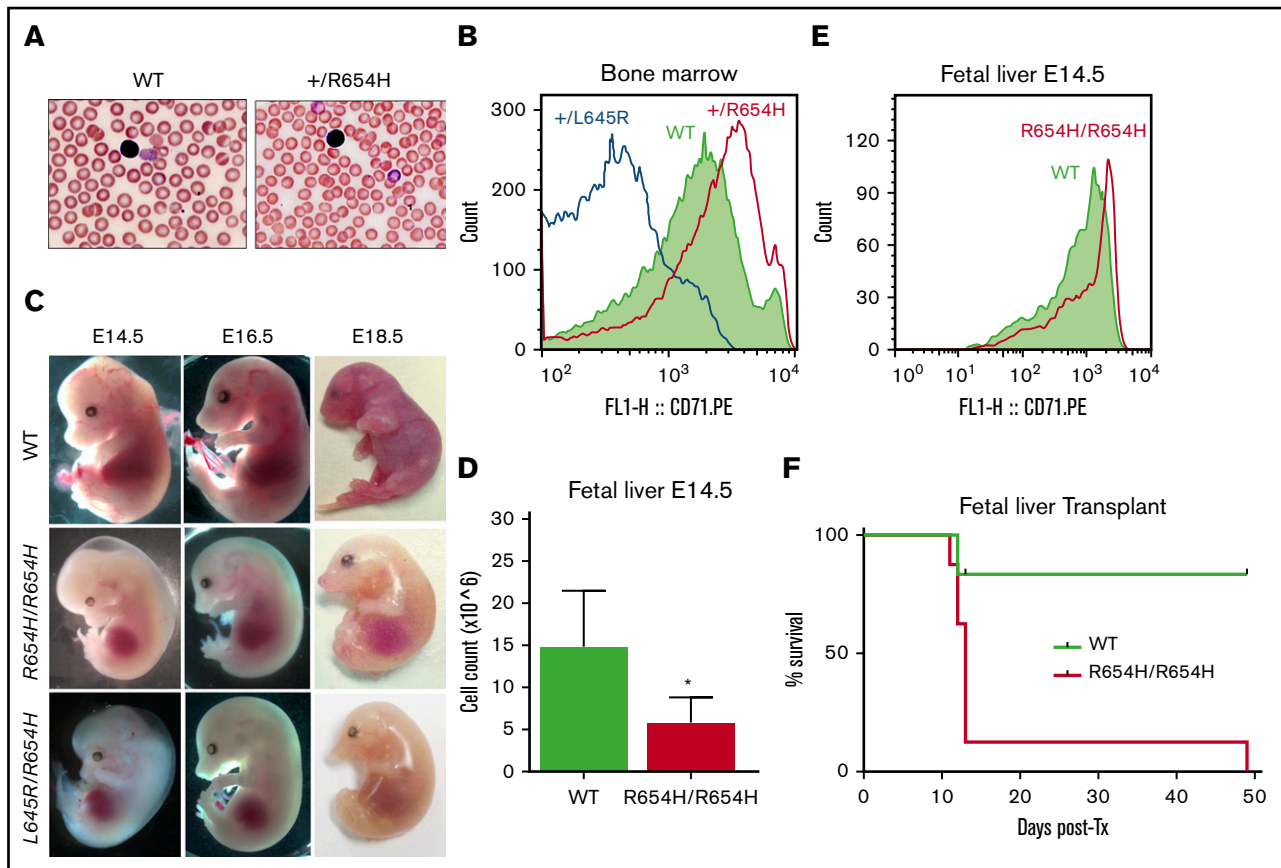 A
WT
+/R654H
B
Bone marrow
+/L645R
WT
+/R654H
300
200
100
0
Count
10^2
10^3
10^4
FL1-H :: CD71.PE
E
Fetal liver E14.5
R654H/R654H
WT
120
90
60
30
0
Count
10^0
10^1
10^2
10^3
10^4
FL1-H :: CD71.PE
C
E14.5
E16.5
E18.5
WT
R654H/R654H
L645R/R654H
D
Fetal liver E14.5
30
25
20
15
10
5
0
Cell count (x10^6)
*
WT
R654H/R654H
F
Fetal liver Transplant
100
50
0
% survival
WT
R654H/R654H
0
10
20
30
40
50
Days post-Tx